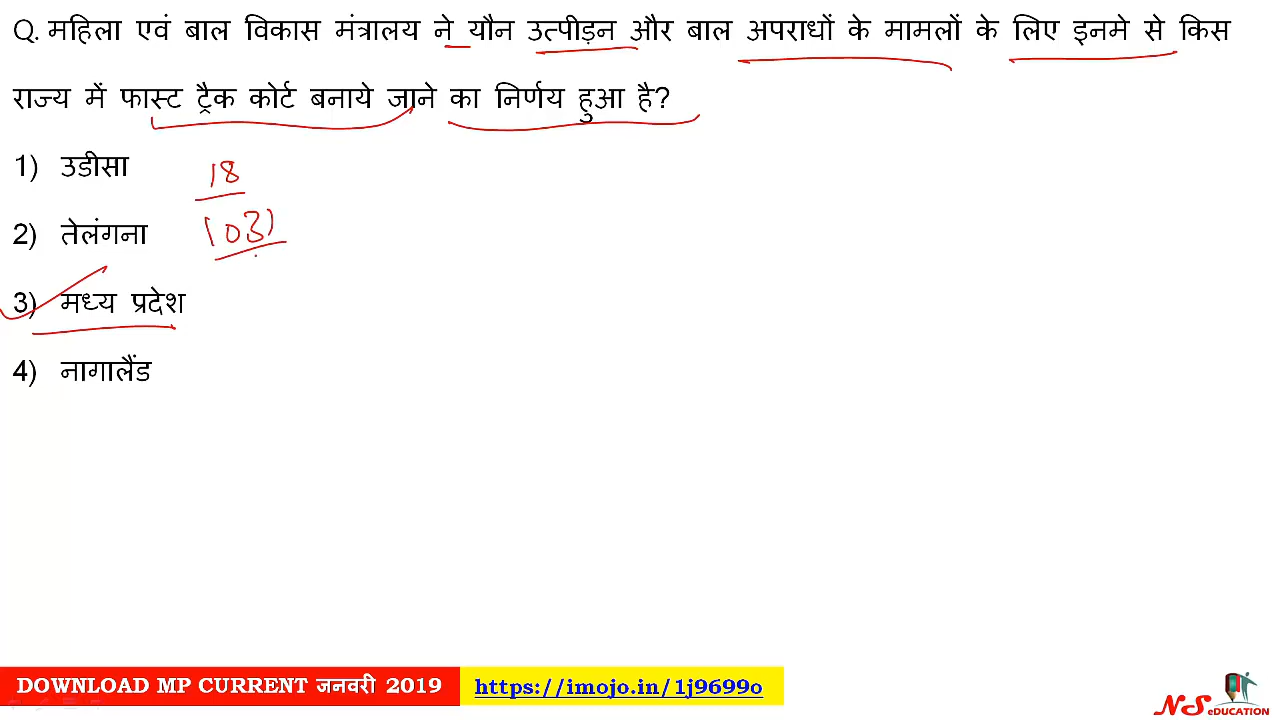 Q. महिला एवं बाल विकास मंत्रालय ने यौन उत्पीड़न और बाल अपराधों के मामलों के लिए इनमे से किस
राज्य में फास्ट ट्रैक कोर्ट बनाये जाने का निर्णय हुआ है?
1) उडीसा
18
2) तेलंगना
1031
3) मध्य प्रदेश
4) नागालैंड
DOWNLOAD MP CURRENT जनवरी 2019 https://imojo.in/1j9699o
NS eDUCATION